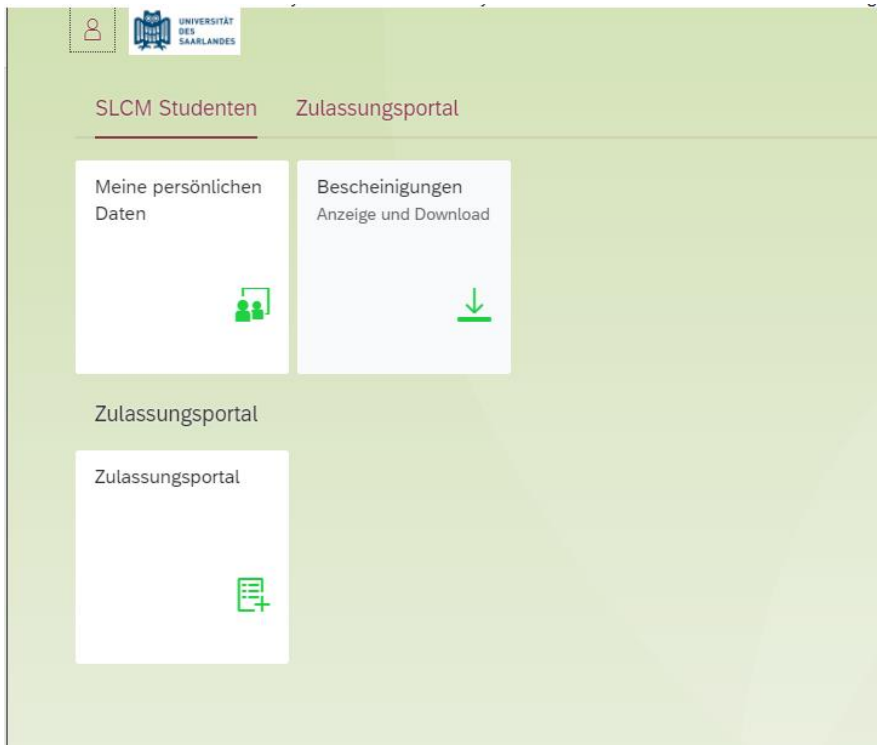 UNIVERSITÄT
DES
SAARLANDES
SLCM Studenten Zulassungsportal
Meine persönlichen
Daten
Bescheinigungen
Anzeige und Download
Zulassungsportal
Zulassungsportal